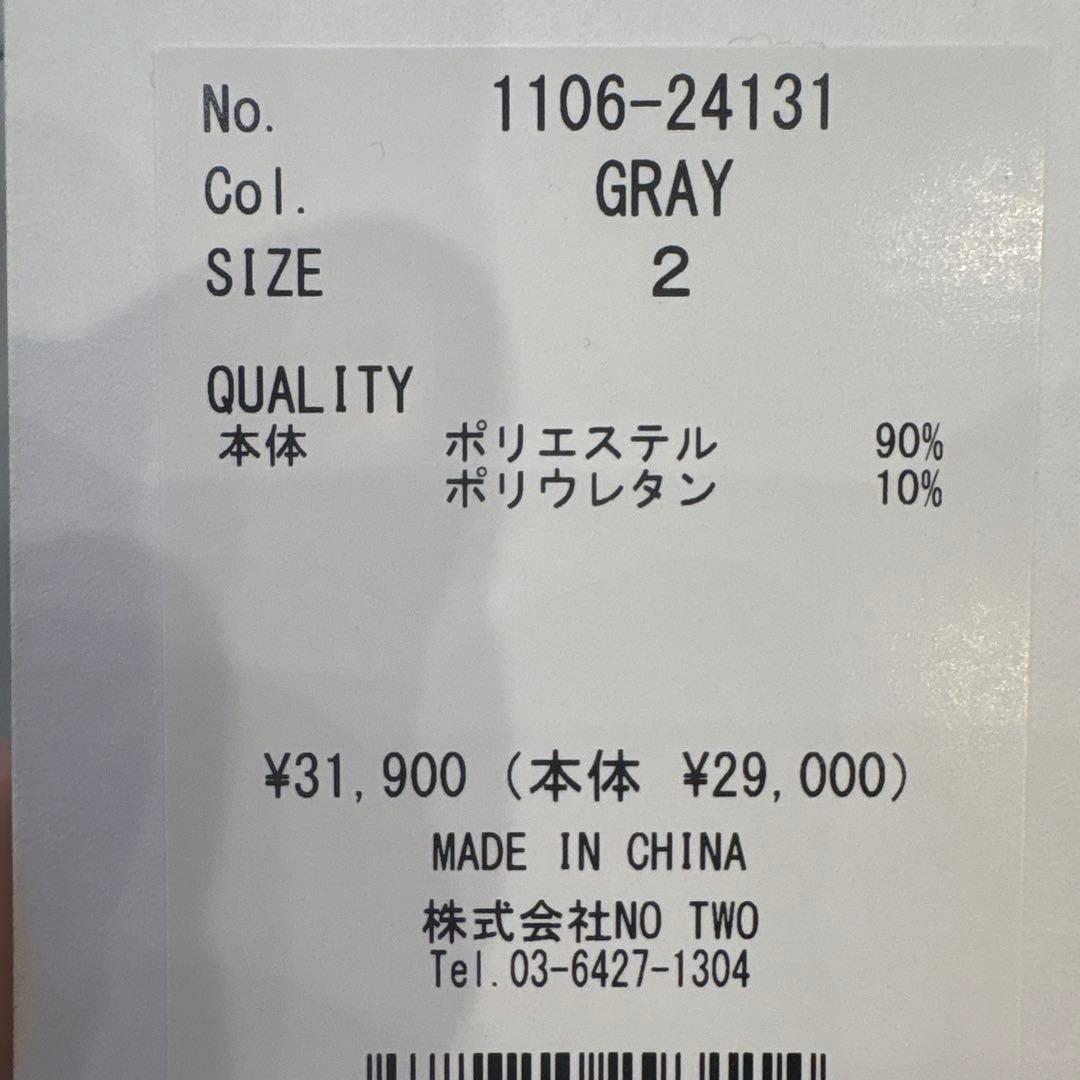 No. 1106-24131
Col. GRAY
SIZE 2
QUALITY
本体 ポリエステル 90%
ポリウレタン 10%
¥31,900 (本体 ¥29,000)
MADE IN CHINA
株式会社NO TWO
Tel.03-6427-1304